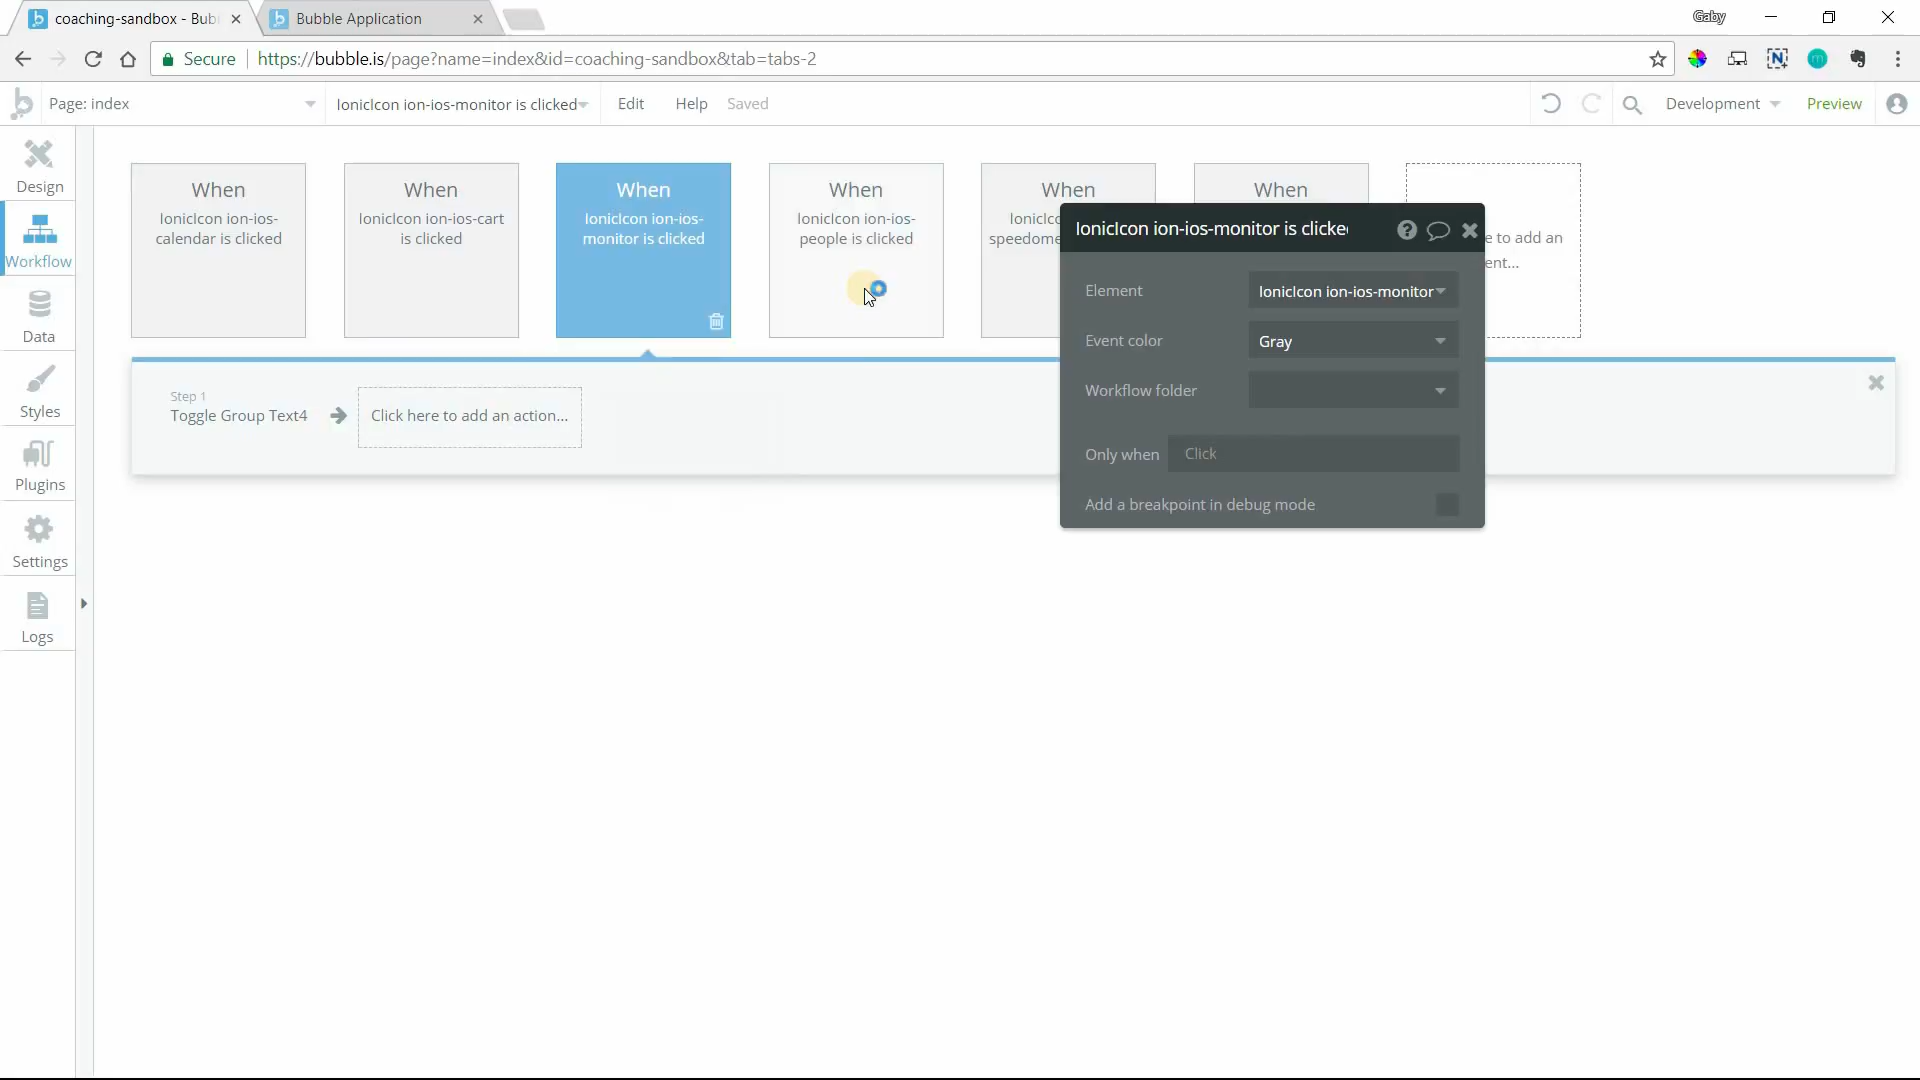 coaching-sandbox - Bub
Bubble Application
Gaby
Secure
https://bubble.is/page?name=index&id=coaching-sandbox&tab=tabs-2
Page: index
IonicIcon ion-ios-monitor is clicked
Edit
Help
Saved
Development
Preview
Design
Workflow
Data
Styles
Plugins
Settings
Logs
When
IonicIcon ion-ios-
calendar is clicked
When
IonicIcon ion-ios-cart
is clicked
When
IonicIcon ion-ios-
monitor is clicked
When
IonicIcon ion-ios-
people is clicked
When
IonicIc
speedome
When
e to add an
ent...
IonicIcon ion-ios-monitor is clicke
Element
IonicIcon ion-ios-monitor
Event color
Gray
Workflow folder
Only when
Click
Add a breakpoint in debug mode
Step 1
Toggle Group Text4
Click here to add an action...